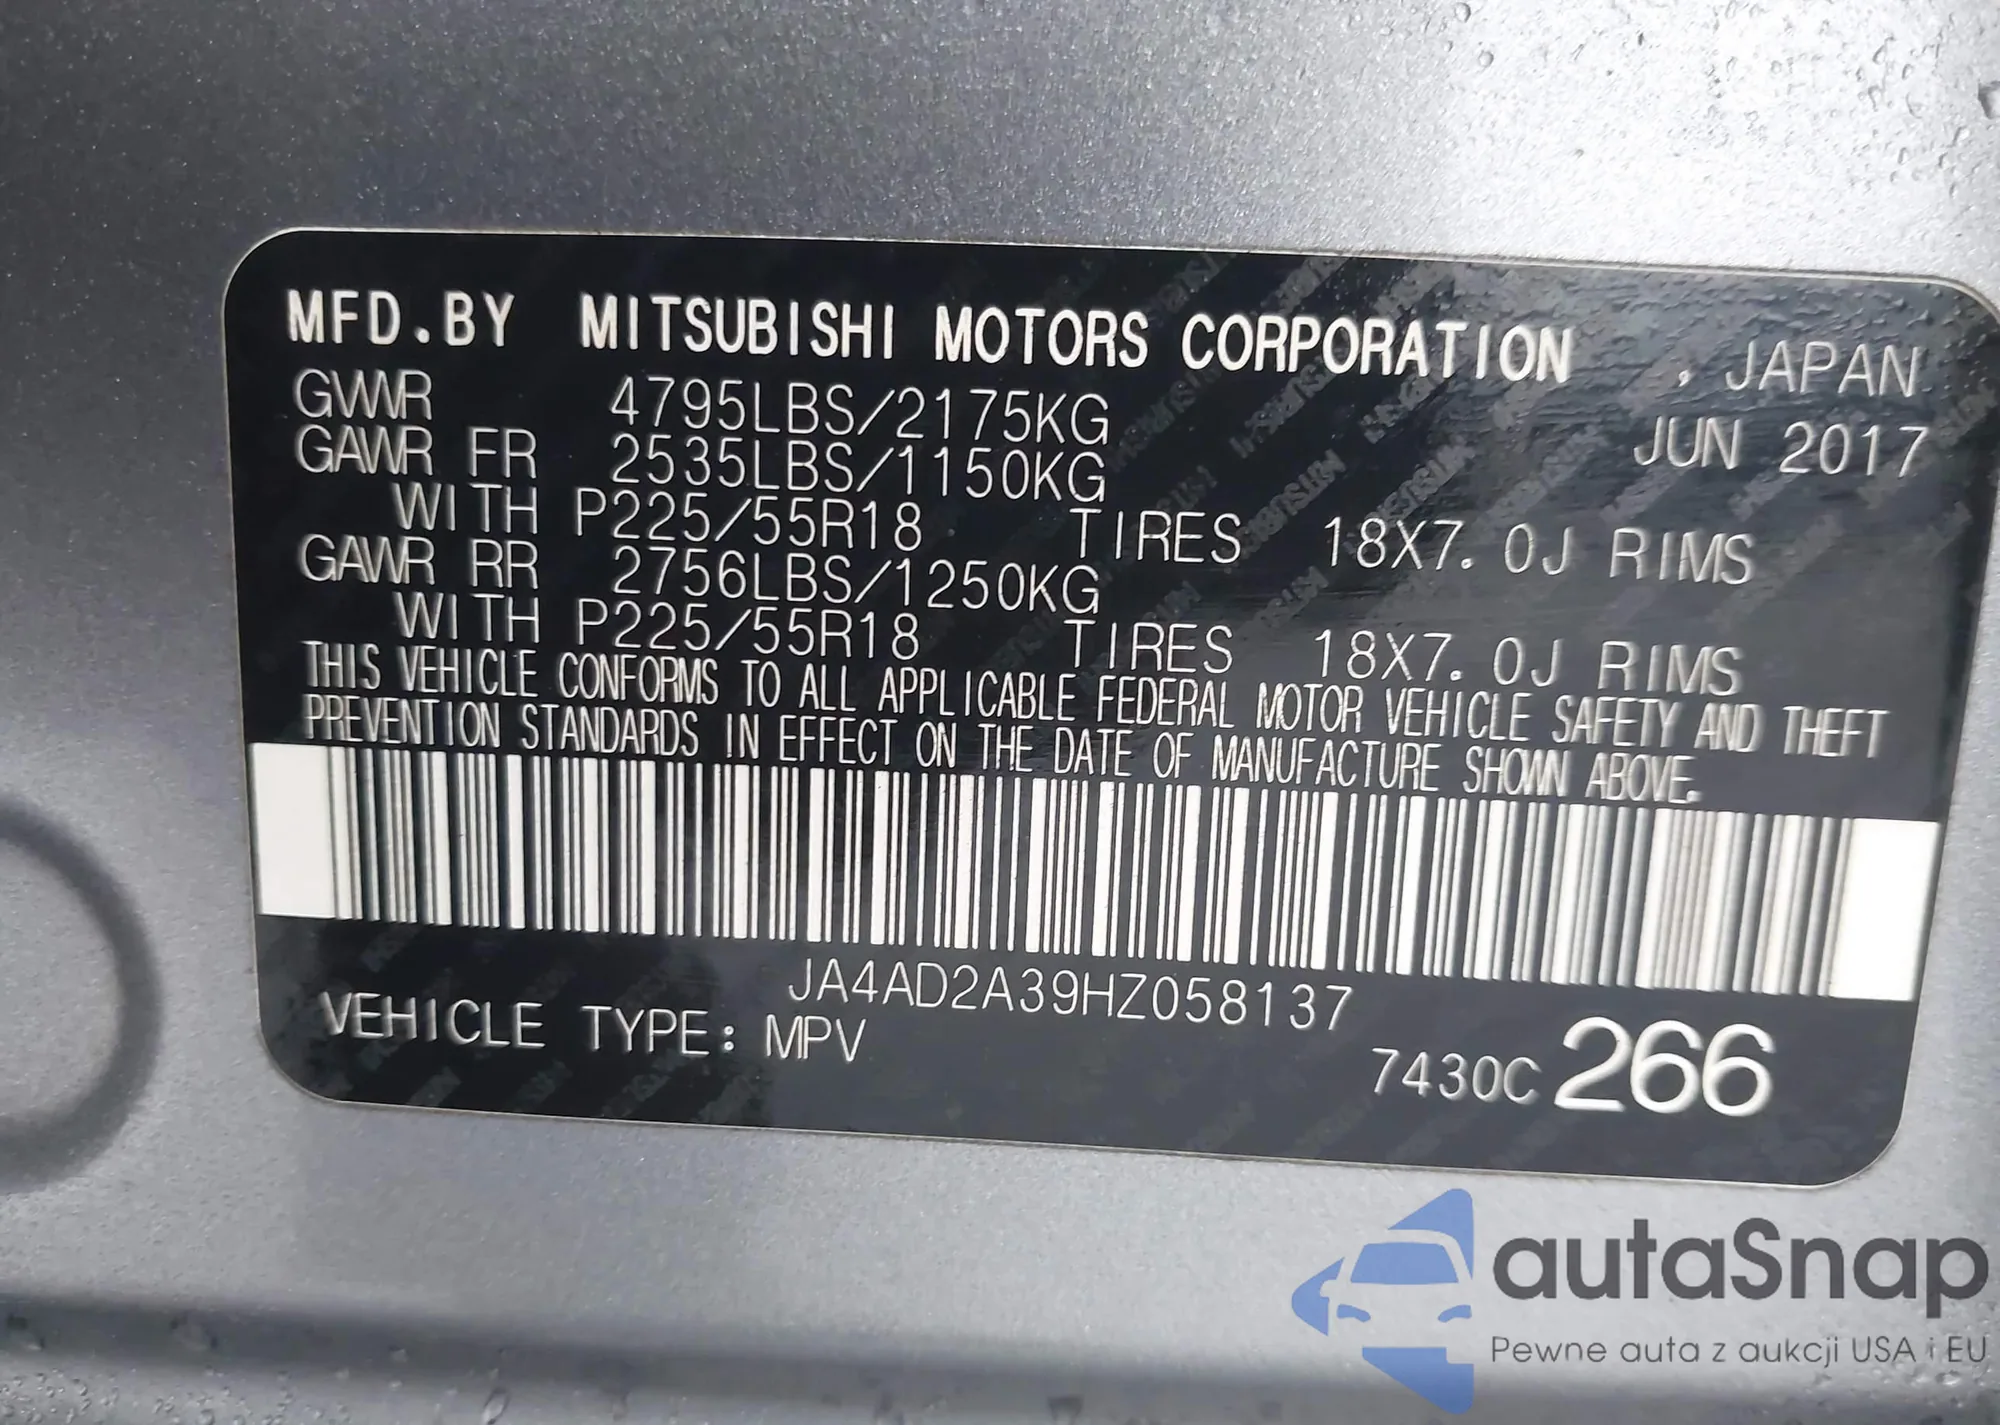 MFD.BY MITSUBISHI MOTORS CORPORATION , JAPAN
GVWR 4795LBS/2175KG JUN 2017
GAWR FR 2535LBS/1150KG
WITH P225/55R18 TIRES 18X7.0J RIMS
GAWR RR 2756LBS/1250KG
WITH P225/55R18 TIRES 18X7.0J RIMS
THIS VEHICLE CONFORMS TO ALL APPLICABLE FEDERAL MOTOR VEHICLE SAFETY AND THEFT
PREVENTION STANDARDS IN EFFECT ON THE DATE OF MANUFACTURE SHOWN ABOVE.
JA4AD2A39HZ058137
VEHICLE TYPE: MPV
7430C 266
autaSnap
Pewne auta z aukcji USA i EU